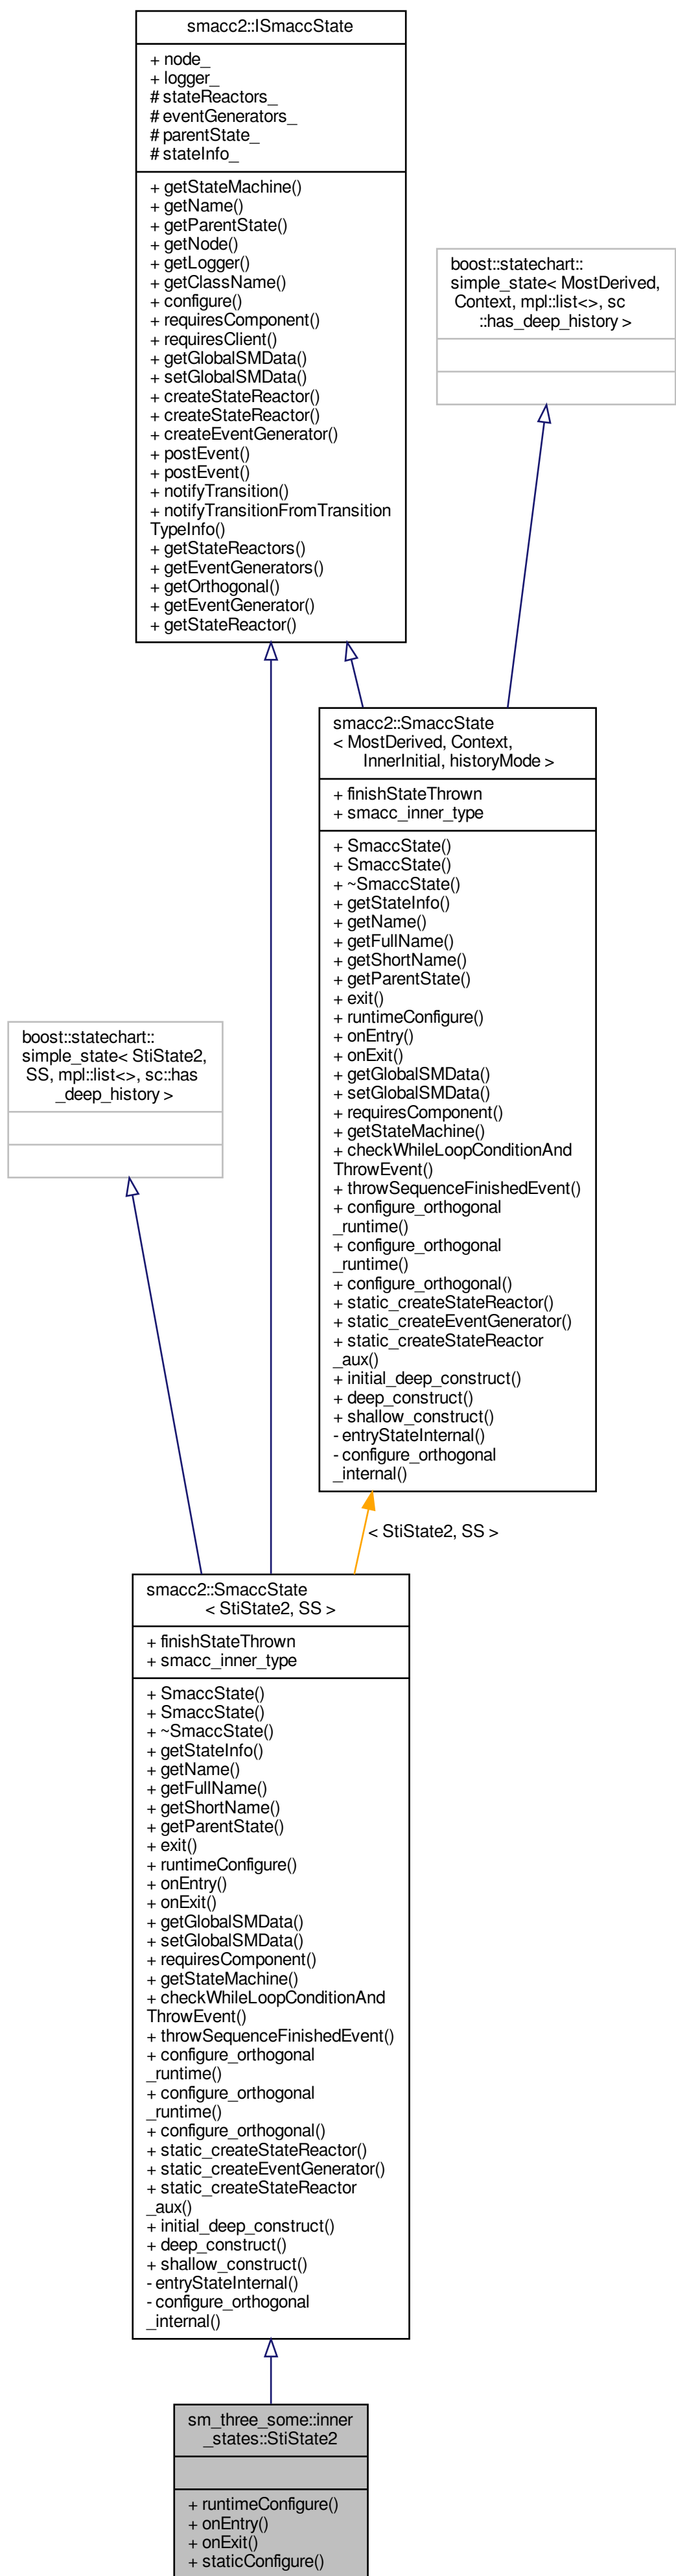 smacc2::ISmaccState
+ node_
+ logger_
# stateReactors_
# eventGenerators_
# parentState_
# stateInfo_
+ getStateMachine()
+ getName()
+ getParentState()
+ getNode()
+ getLogger()
+ getClassName()
+ configure()
+ requiresComponent()
+ requiresClient()
+ getGlobalSMData()
+ setGlobalSMData()
+ createStateReactor()
+ createStateReactor()
+ createEventGenerator()
+ postEvent()
+ postEvent()
+ notifyTransition()
+ notifyTransitionFromTransition
TypeInfo()
+ getStateReactors()
+ getEventGenerators()
+ getOrthogonal()
+ getEventGenerator()
+ getStateReactor()
boost::statechart::
simple_state< MostDerived,
Context, mpl::list<>, sc
::has_deep_history >
smacc2::SmaccState
< MostDerived, Context,
InnerInitial, historyMode >
+ finishStateThrown
+ smacc_inner_type
+ SmaccState()
+ SmaccState()
+ ~SmaccState()
+ getStateInfo()
+ getName()
+ getFullName()
+ getShortName()
+ getParentState()
+ exit()
+ runtimeConfigure()
+ onEntry()
+ onExit()
+ getGlobalSMData()
+ setGlobalSMData()
+ requiresComponent()
+ getStateMachine()
+ checkWhileLoopConditionAnd
ThrowEvent()
+ throwSequenceFinishedEvent()
+ configure_orthogonal
_runtime()
+ configure_orthogonal
_runtime()
+ configure_orthogonal()
+ static_createStateReactor()
+ static_createEventGenerator()
+ static_createStateReactor
_aux()
+ initial_deep_construct()
+ deep_construct()
+ shallow_construct()
- entryStateInternal()
- configure_orthogonal
_internal()
boost::statechart::
simple_state< StiState2,
SS, mpl::list<>, sc::has
_deep_history >
< StiState2, SS >
smacc2::SmaccState
< StiState2, SS >
+ finishStateThrown
+ smacc_inner_type
+ SmaccState()
+ SmaccState()
+ ~SmaccState()
+ getStateInfo()
+ getName()
+ getFullName()
+ getShortName()
+ getParentState()
+ exit()
+ runtimeConfigure()
+ onEntry()
+ onExit()
+ getGlobalSMData()
+ setGlobalSMData()
+ requiresComponent()
+ getStateMachine()
+ checkWhileLoopConditionAnd
ThrowEvent()
+ throwSequenceFinishedEvent()
+ configure_orthogonal
_runtime()
+ configure_orthogonal
_runtime()
+ configure_orthogonal()
+ static_createStateReactor()
+ static_createEventGenerator()
+ static_createStateReactor
_aux()
+ initial_deep_construct()
+ deep_construct()
+ shallow_construct()
- entryStateInternal()
- configure_orthogonal
_internal()
sm_three_some::inner
_states::StiState2
+ runtimeConfigure()
+ onEntry()
+ onExit()
+ staticConfigure()